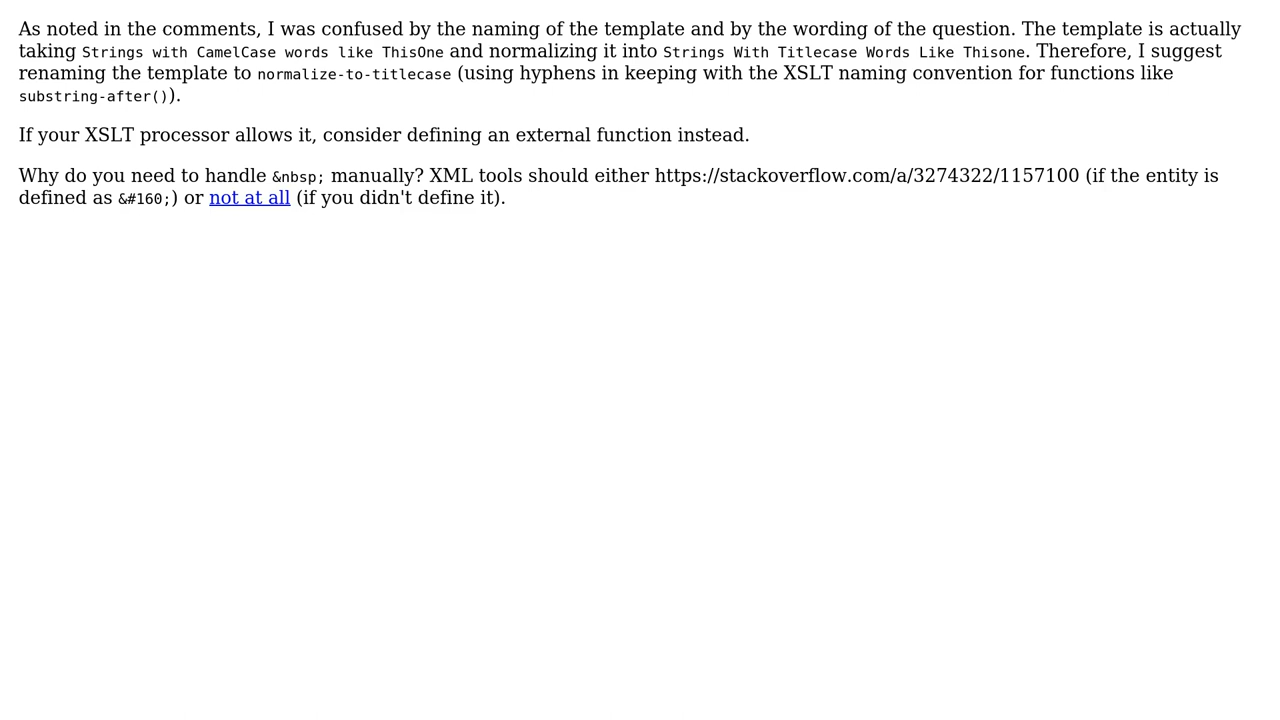 As noted in the comments, I was confused by the naming of the template and by the wording of the question. The template is actually
taking Strings with CamelCase words like ThisOne and normalizing it into Strings With Titlecase Words Like Thisone. Therefore, I suggest
renaming the template to normalize-to-titlecase (using hyphens in keeping with the XSLT naming convention for functions like
substring-after()).
If your XSLT processor allows it, consider defining an external function instead.
Why do you need to handle &nbsp; manually? XML tools should either https://stackoverflow.com/a/3274322/1157100 (if the entity is
defined as &#160;) or not at all (if you didn't define it).